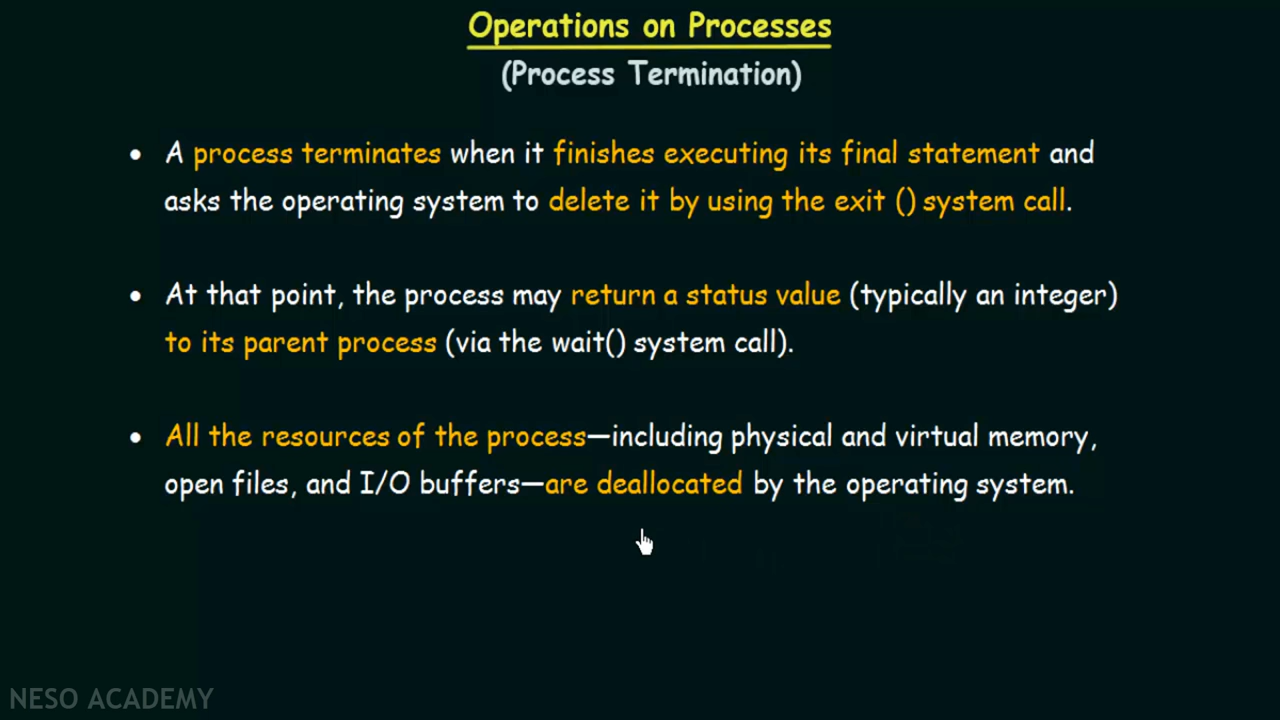 Operations on Processes
(Process Termination)
• A process terminates when it finishes executing its final statement and
asks the operating system to delete it by using the exit () system call.
• At that point, the process may return a status value (typically an integer)
to its parent process (via the wait() system call).
• All the resources of the process—including physical and virtual memory,
open files, and I/O buffers—are deallocated by the operating system.
NESO ACADEMY